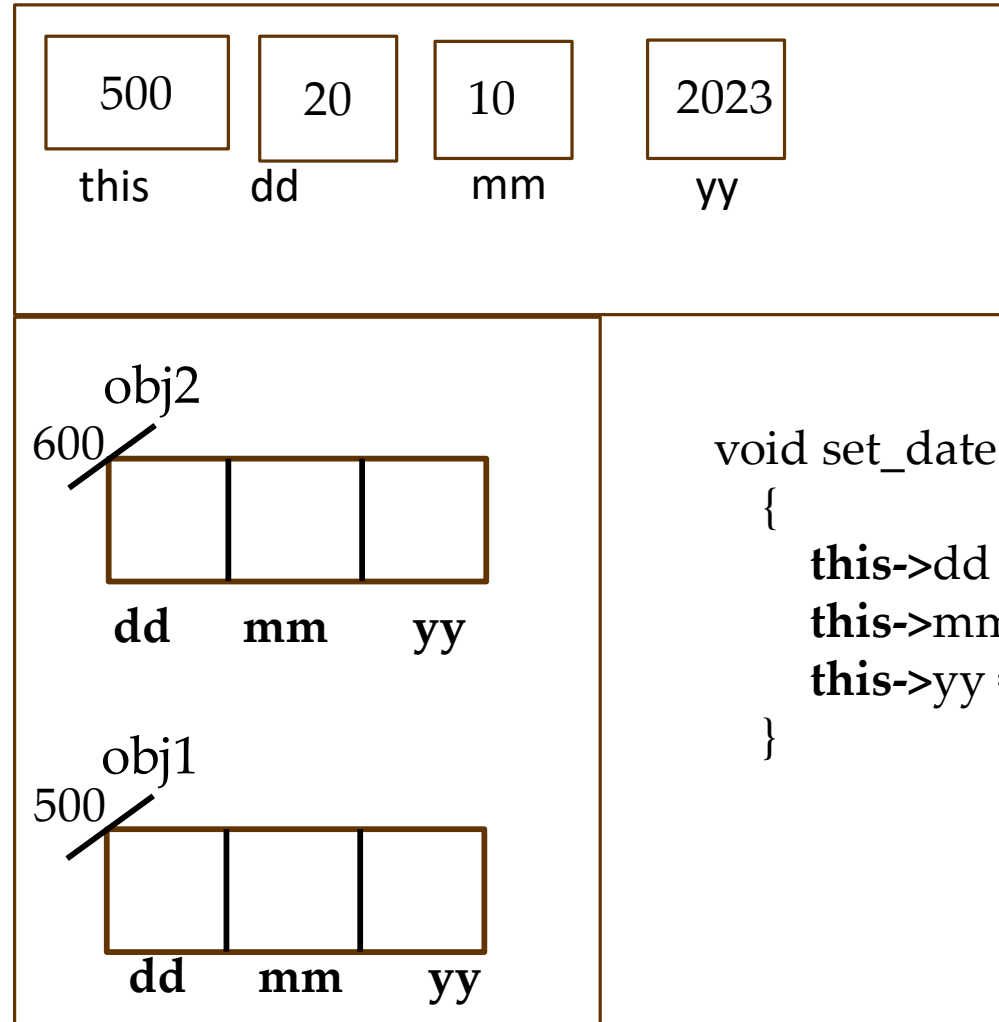 500 20 10 2023
this dd mm yy
obj2
600
dd mm yy
obj1
500
dd mm yy
void set_date
{
this->dd
this->mm
this->yy =
}